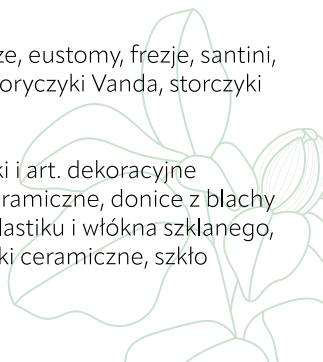 ze, eustomy, frezje, santini,
oryczyki Vanda, storczyki
ki i art. dekoracyjne
ramiczne, donice z blachy
lastiku i włókna szklanego,
ki ceramiczne, szkło